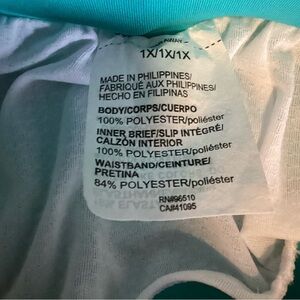 1X/1X/1X
MADE IN PHILIPPINES/
FABRIQUÉ AUX PHILIPPINES/
HECHO EN FILIPINAS
BODY/CORPS/CUERPO
100% POLYESTER/poliéster
INNER BRIEF/SLIP INTÉGRÉ/
CALZÓN INTERIOR
100% POLYESTER/poliéster
WAISTBAND/CEINTURE/
PRETINA
84% POLYESTER/poliéster
RN#96510
CA#41095